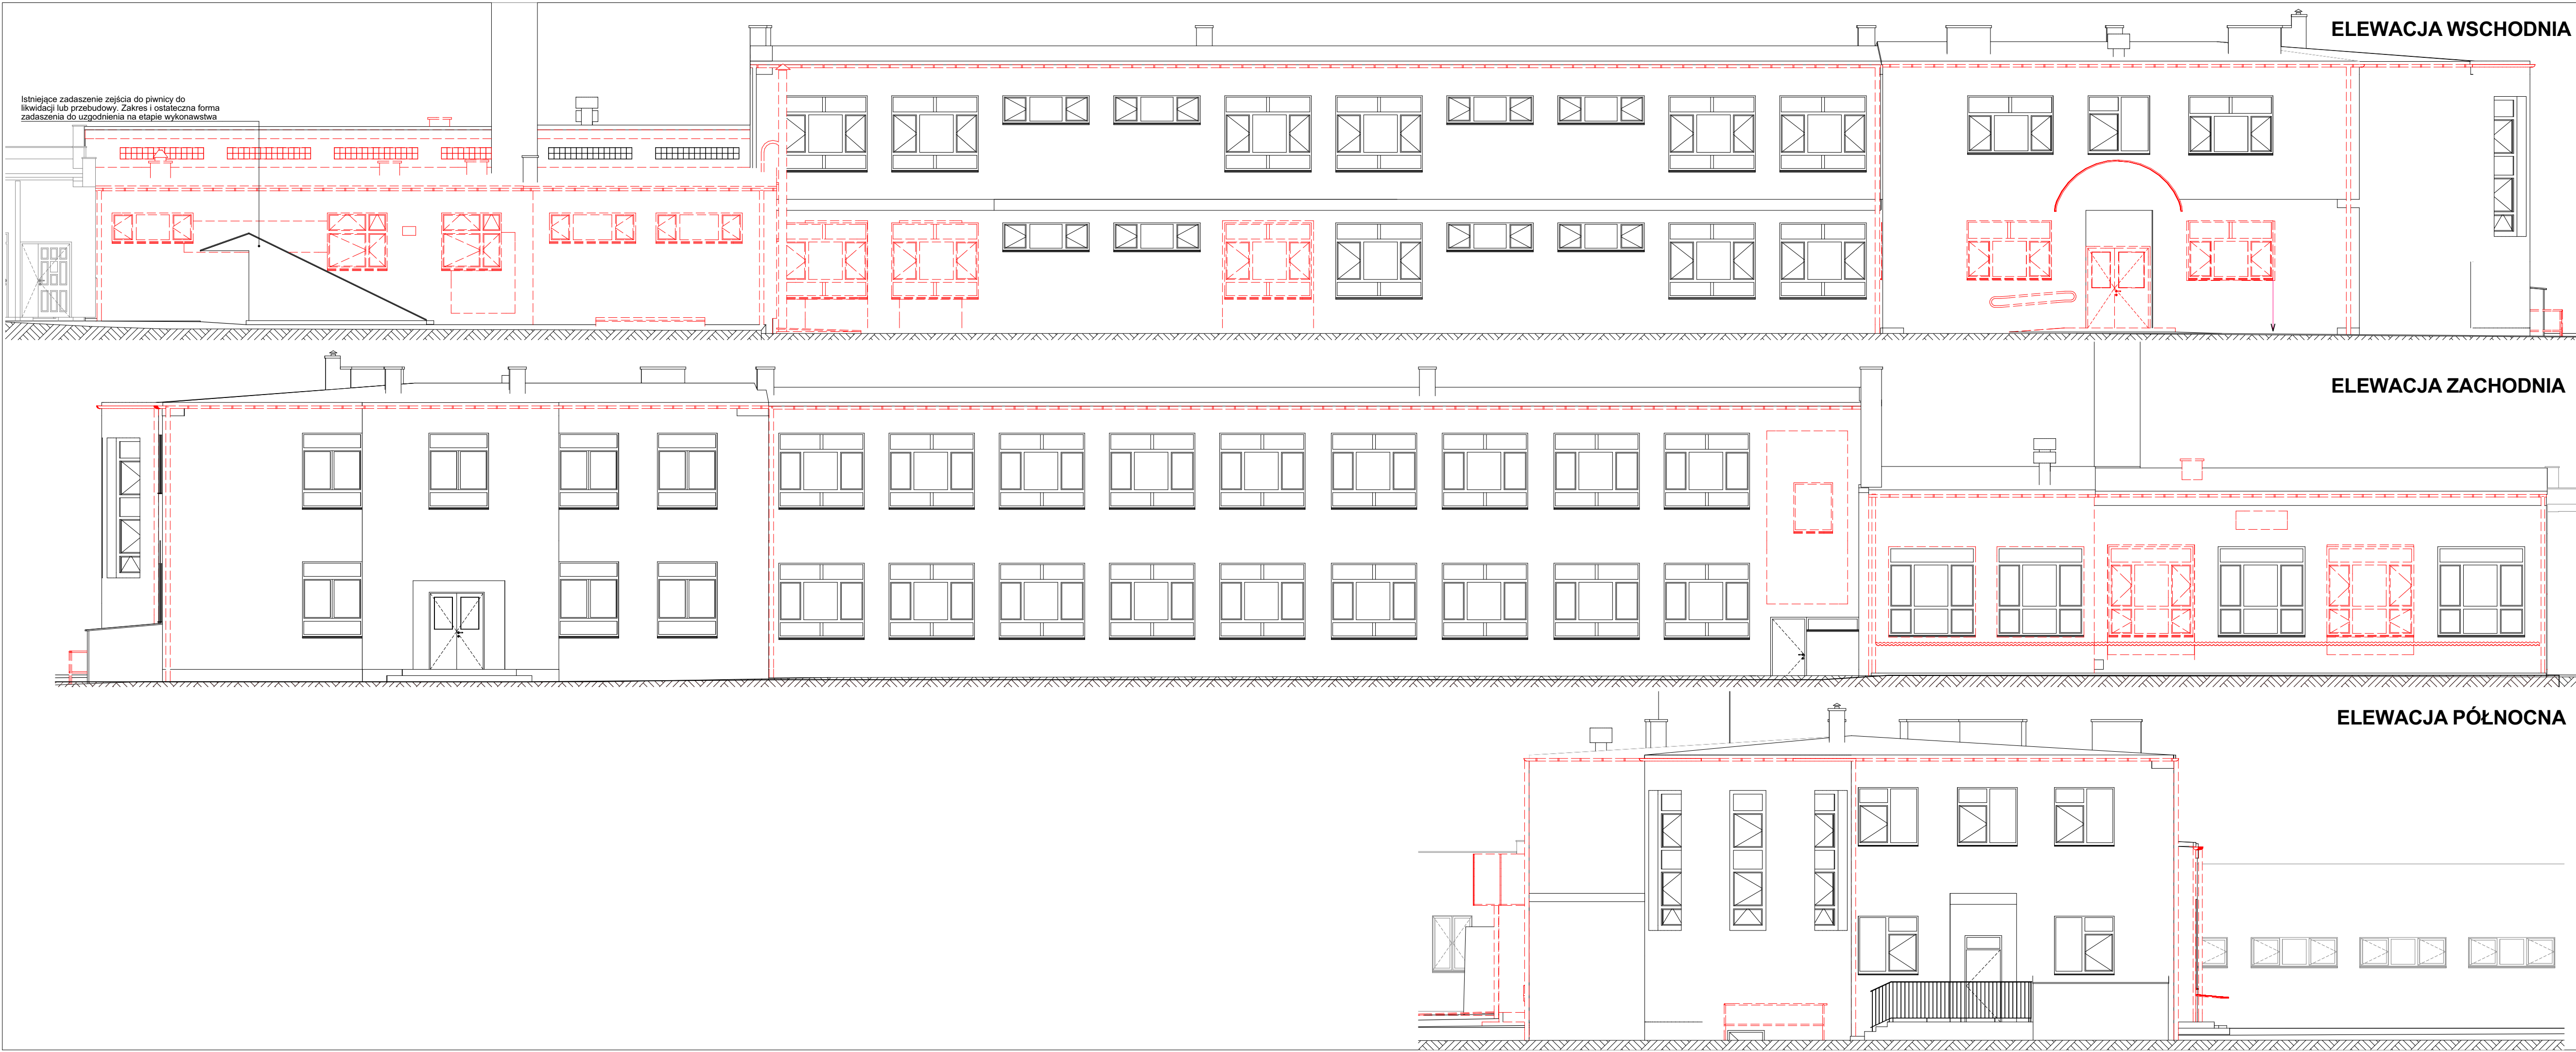 ELEWACJA WSCHODNIA
Istniejące zadaszenie zejścia do piwnicy do
likwidacji lub przebudowy. Zakres i ostateczna forma
zadaszenia do uzgodnienia na etapie wykonawstwa
ELEWACJA ZACHODNIA
ELEWACJA PÓŁNOCNA